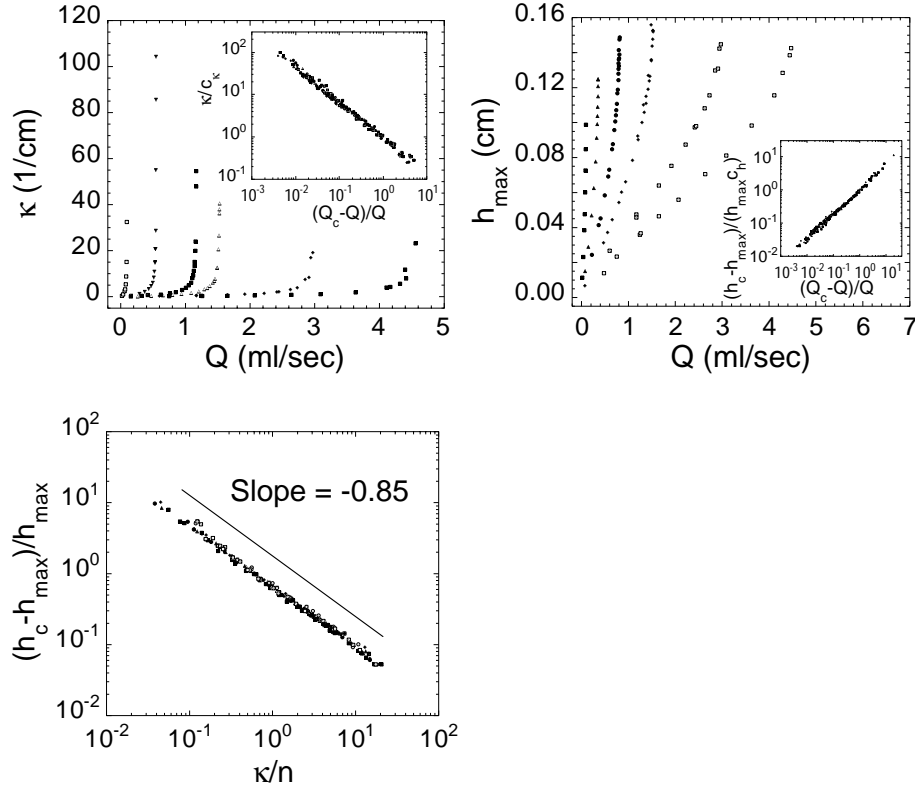 120
100
80
60
40
20
0
κ (1/cm)
0 1 2 3 4 5
Q (ml/sec)
10^2
10^1
10^0
10^-1
κ/c_κ
10^-3 10^-2 10^-1 10^0 10^1
(Q_c-Q)/Q
0.16
0.12
0.08
0.04
0.00
h_max (cm)
0 1 2 3 4 5 6 7
Q (ml/sec)
10^1
10^0
10^-1
10^-2
(h_c-h_max)/(h_max c_h)
10^-3 10^-2 10^-1 10^0 10^1
(Q_c-Q)/Q
10^2
10^1
10^0
10^-1
10^-2
(h_c-h_max)/h_max
Slope = -0.85
10^-2 10^-1 10^0 10^1 10^2
κ/n